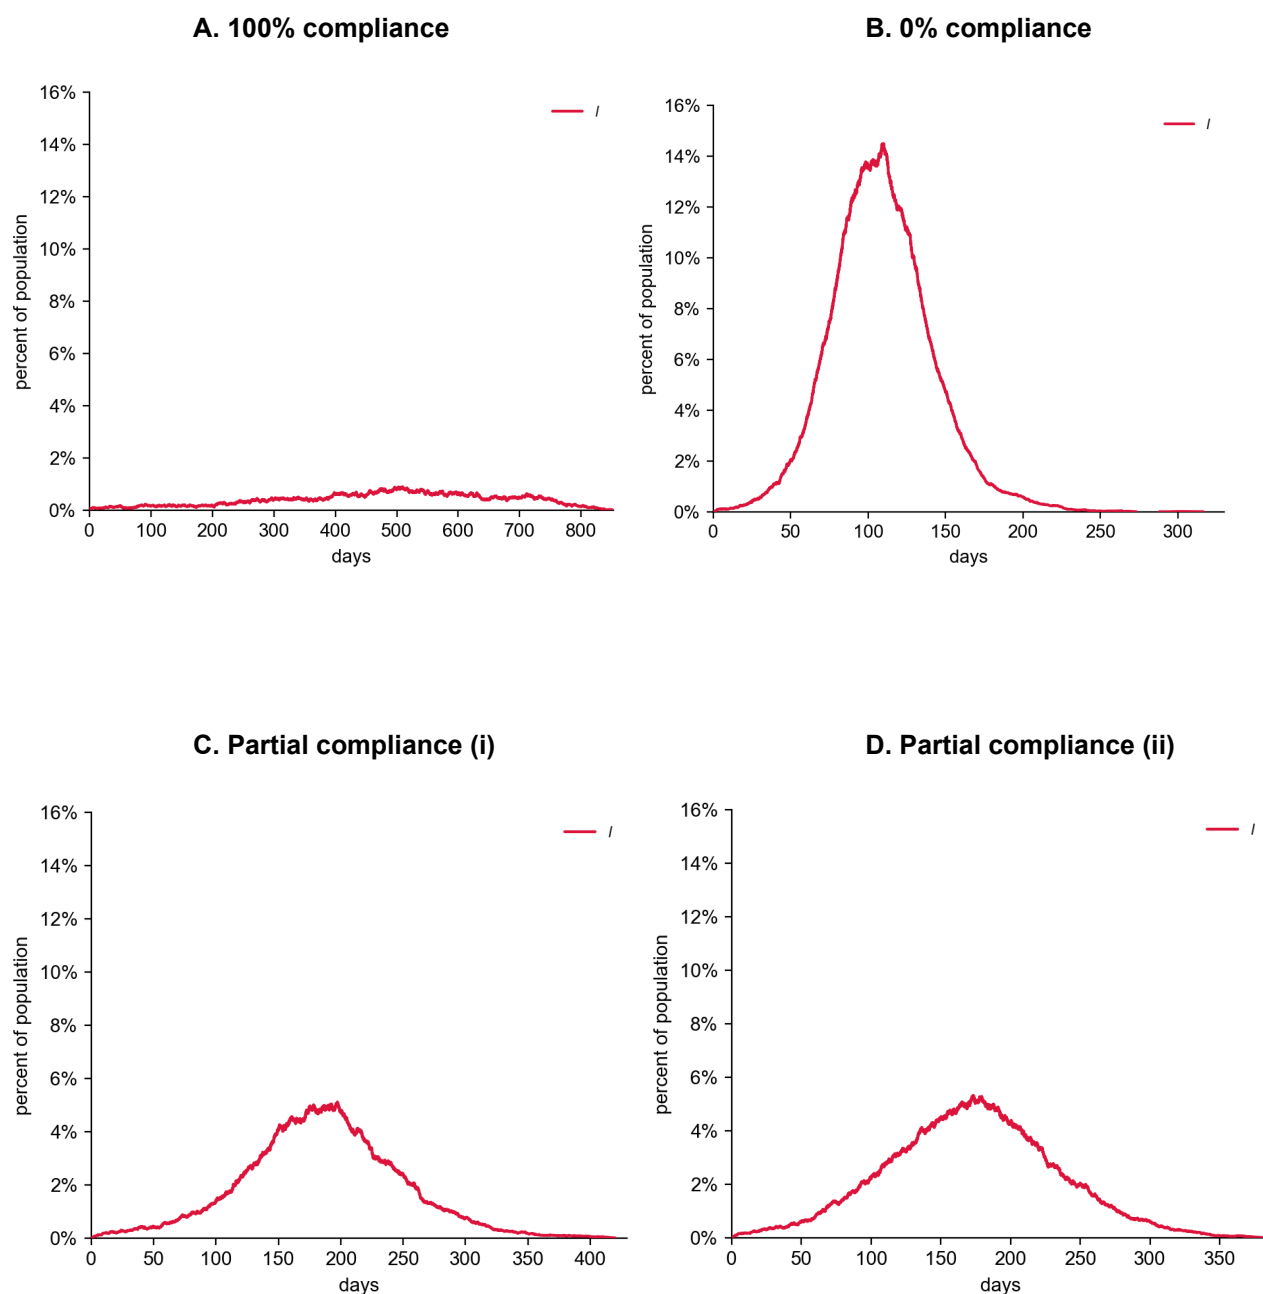 A. 100% compliance
16%
14%
12%
10%
8%
6%
4%
2%
0%
percent of population
0 100 200 300 400 500 600 700 800
days
I
B. 0% compliance
16%
14%
12%
10%
8%
6%
4%
2%
0%
percent of population
0 50 100 150 200 250 300
days
I
C. Partial compliance (i)
16%
14%
12%
10%
8%
6%
4%
2%
0%
percent of population
0 50 100 150 200 250 300 350 400
days
I
D. Partial compliance (ii)
16%
14%
12%
10%
8%
6%
4%
2%
0%
percent of population
0 50 100 150 200 250 300 350
days
I